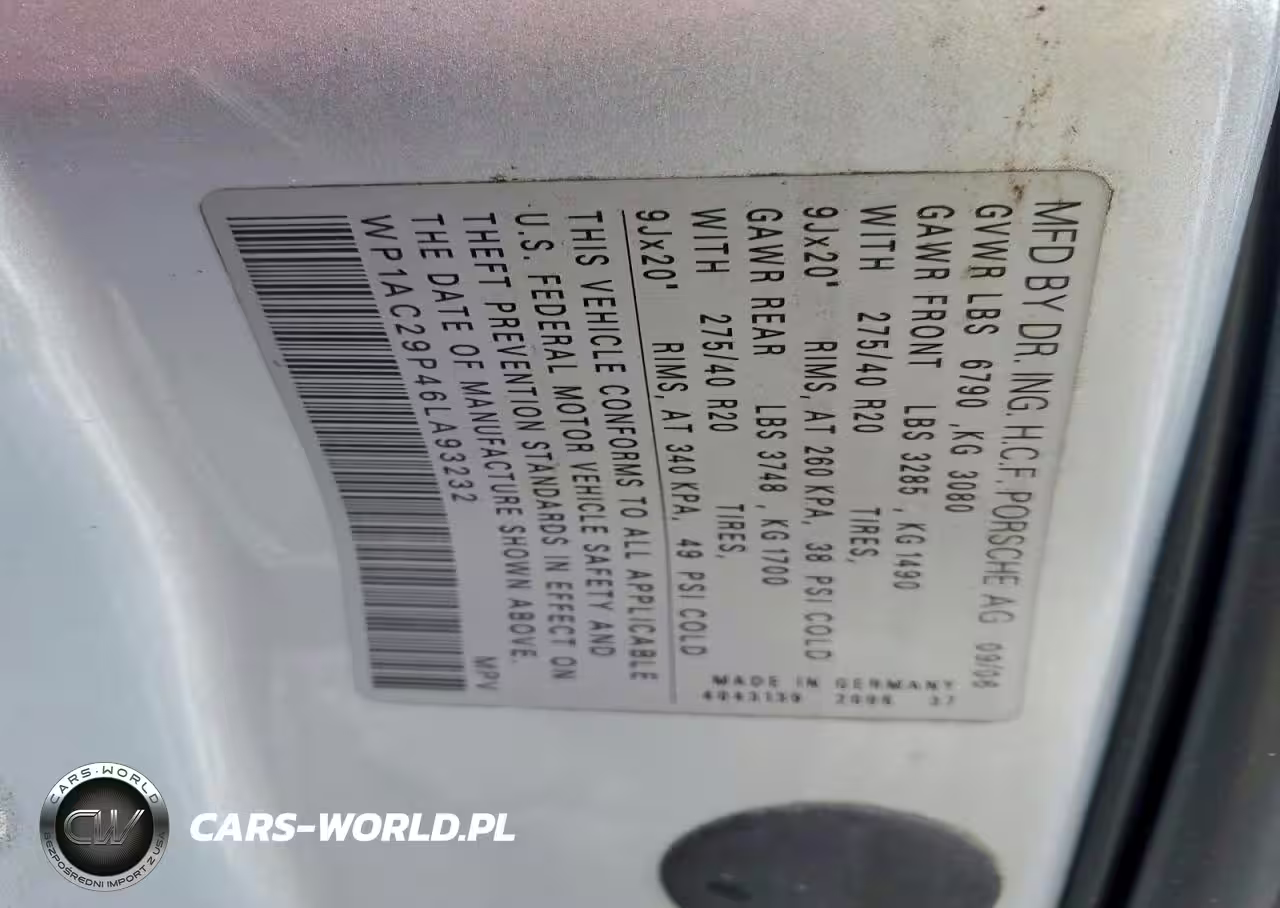 MFD BY DR. ING. H.C.F. PORSCHE AG 09/08
GVWR LBS 6790 ,KG 3080
GAWR FRONT LBS 3285 , KG 1490
WITH 275/40 R20 TIRES,
9Jx20' RIMS, AT 260 KPA, 38 PSI COLD
GAWR REAR LBS 3748 , KG 1700
WITH 275/40 R20 TIRES,
9Jx20' RIMS, AT 340 KPA, 49 PSI COLD
THIS VEHICLE CONFORMS TO ALL APPLICABLE
U.S. FEDERAL MOTOR VEHICLE SAFETY AND
THEFT PREVENTION STANDARDS IN EFFECT ON
THE DATE OF MANUFACTURE SHOWN ABOVE.
WP1AC29P46LA93232 MPV
MADE IN GERMANY
CARS-WORLD
CW
BEZPOŚREDNI IMPORT Z USA
CARS-WORLD.PL